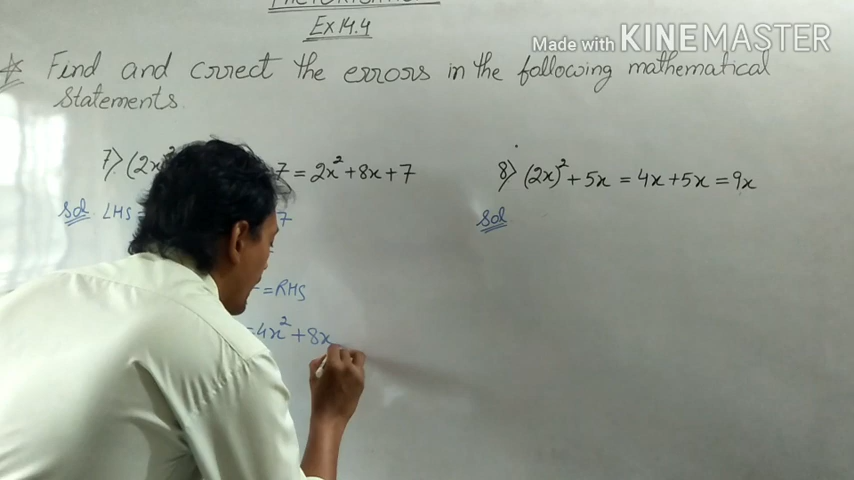 Ex 14.4
Made with KINEMASTER
Find and correct the errors in the following mathematical
Statements.
7> (2x)² 7 = 2x² + 8x + 7
Sol LHS = 7
= RHS
= 4x² + 8x
8> (2x)² + 5x = 4x + 5x = 9x
Sol